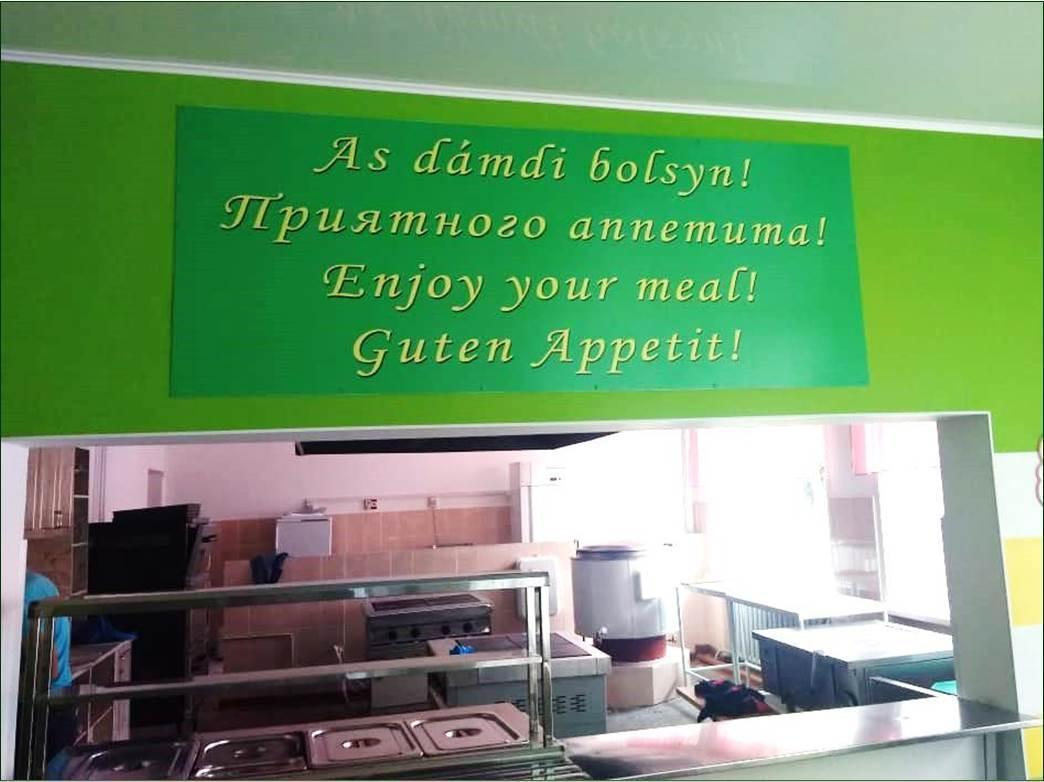 As dámdi bolsyn!
Приятного аппетита!
Enjoy your meal!
Guten Appetit!